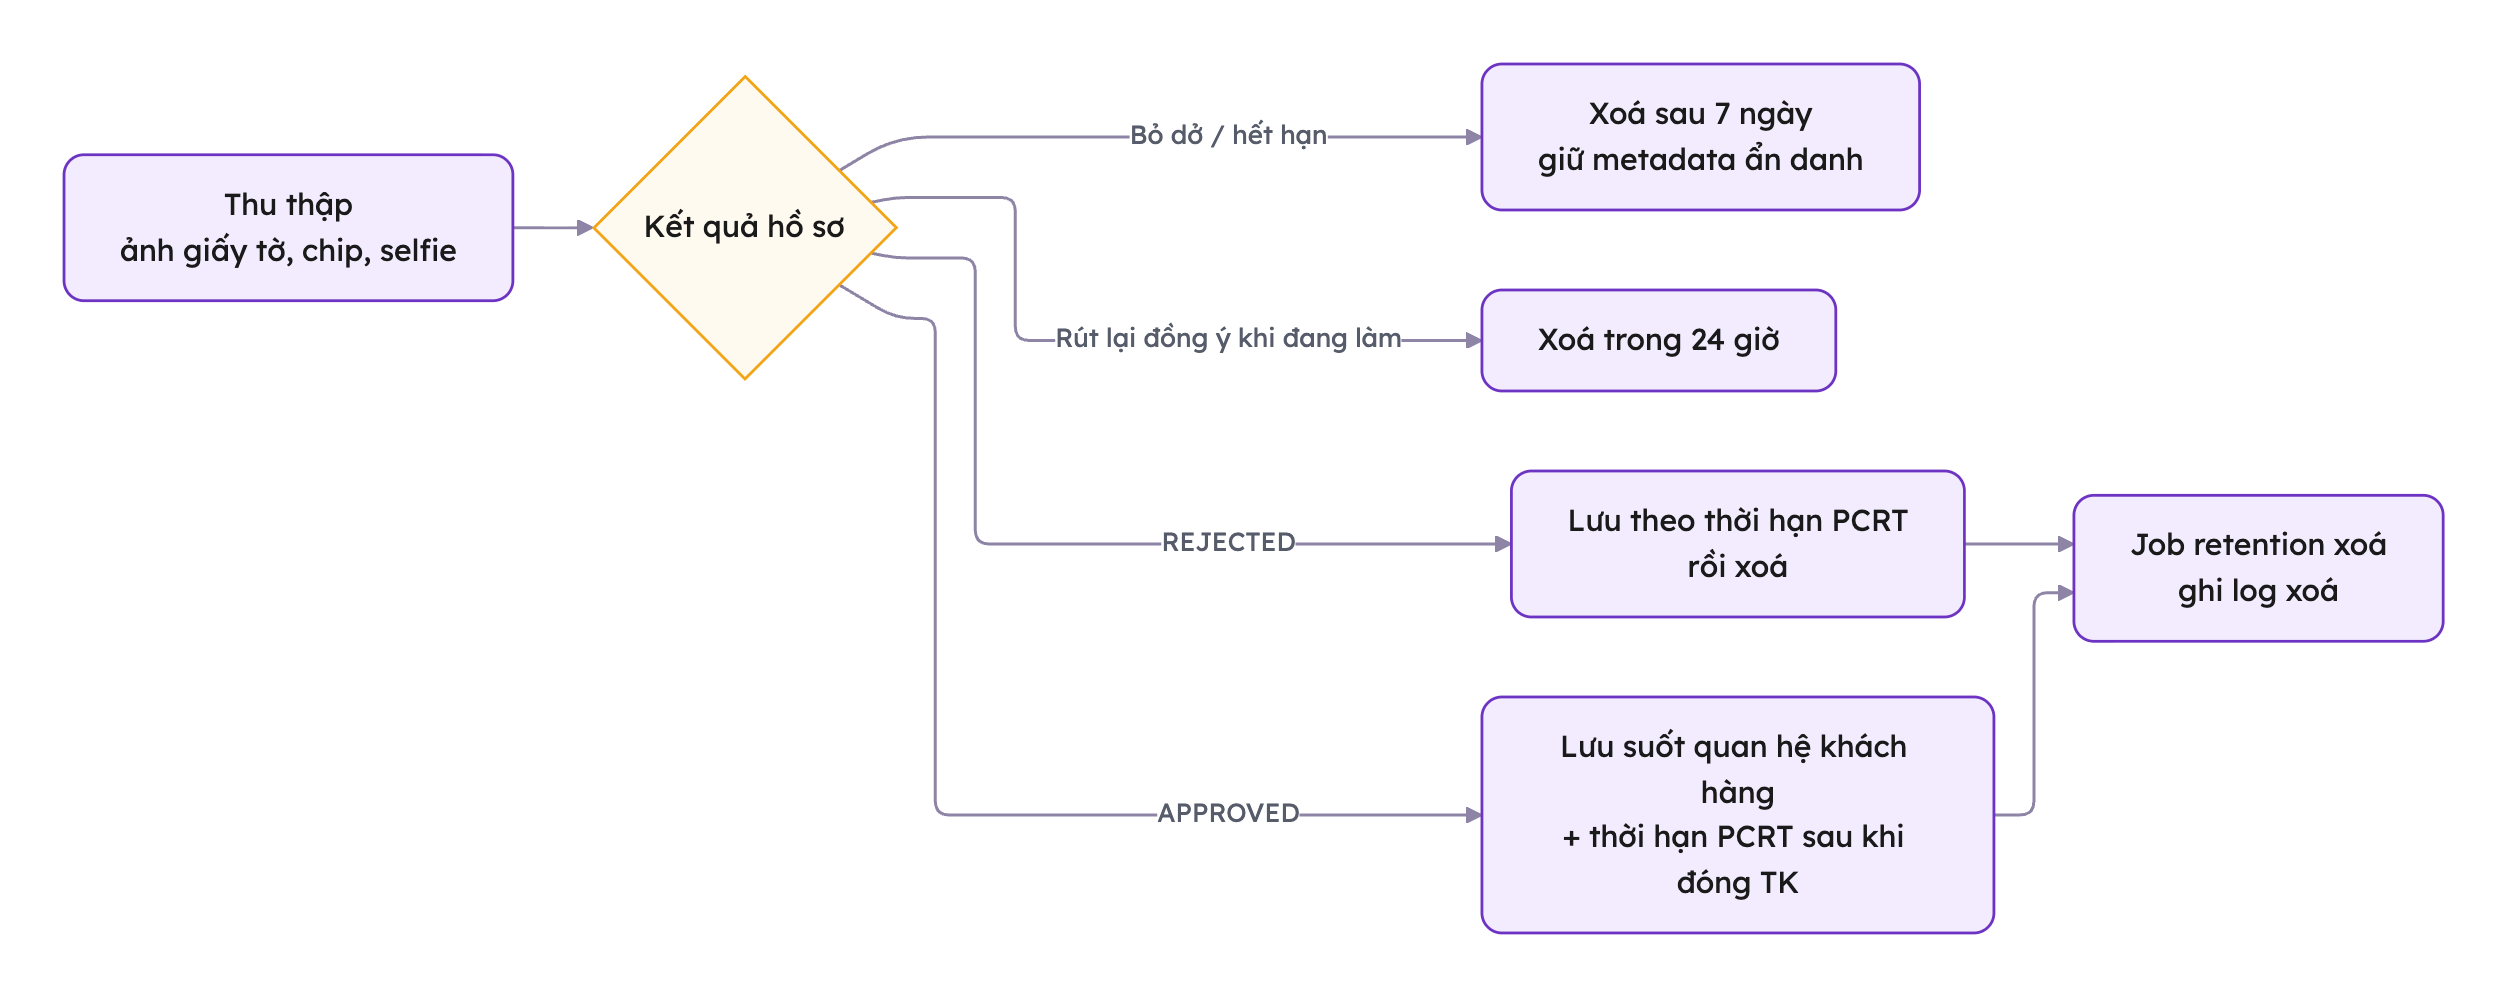 Thu thập
ảnh giấy tờ, chip, selfie
Kết quả hồ sơ
Bỏ dở / hết hạn
Xoá sau 7 ngày
giữ metadata ẩn danh
Rút lại đồng ý khi đang làm
Xoá trong 24 giờ
REJECTED
Lưu theo thời hạn PCRT
rồi xoá
Job retention xoá
ghi log xoá
APPROVED
Lưu suốt quan hệ khách
hàng
+ thời hạn PCRT sau khi
đóng TK